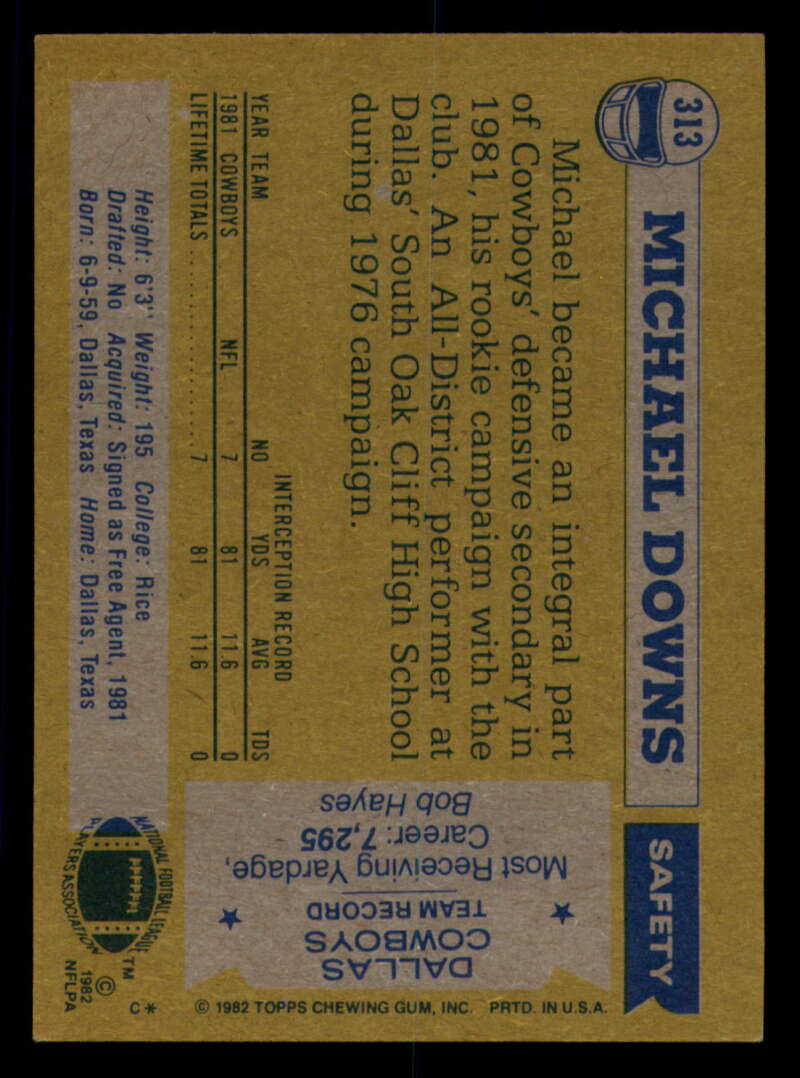 313
MICHAEL DOWNS
SAFETY
Michael became an integral part
of Cowboys' defensive secondary in
1981, his rookie campaign with the
club. An All-District performer at
Dallas' South Oak Cliff High School
during 1976 campaign.
INTERCEPTION RECORD
YEAR TEAM NO YDS AVG TDS
1981 COWBOYS NFL 7 81 11.6 0
LIFETIME TOTALS . . . . . . . . . . . . . . . . . 7 81 11.6 0
Height: 6'3" Weight: 195 College: Rice
Drafted: No Acquired: Signed as Free Agent, 1981
Born: 6-9-59, Dallas, Texas Home: Dallas, Texas
DALLAS
COWBOYS
TEAM RECORD
Most Receiving Yardage,
Career: 7,295
Bob Hayes
NATIONAL FOOTBALL LEAGUE
PLAYERS ASSOCIATION
TM
© 1982
NFLPA
© 1982 TOPPS CHEWING GUM, INC. PRTD. IN U.S.A.
C*